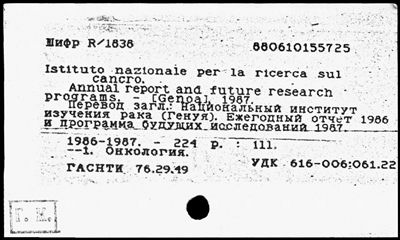 Шифр R/1838 880610155725
Istituto nazionale per la ricerca sul
cancro.
Annual report and future research
programs. - [Genoa], 1987.
Перевод загл.: Национальный институт
изучения рака (Генуя). Ежегодный отчет 1986
и программа будущих исследований 1987.
1986-1987. - 224 p. : ill.
--1. Онкология.
УДК 616-006:061.22
ГАСНТИ 76.29.49
Г. К.